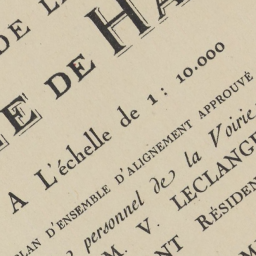 DE LA
DE HA
A L'échelle de 1 : 10.000
PLAN D'ENSEMBLE D'ALIGNEMENT APPROUVÉ
personnel de la Voirie
M. V. LECLANGE
NT RÉSIDEN